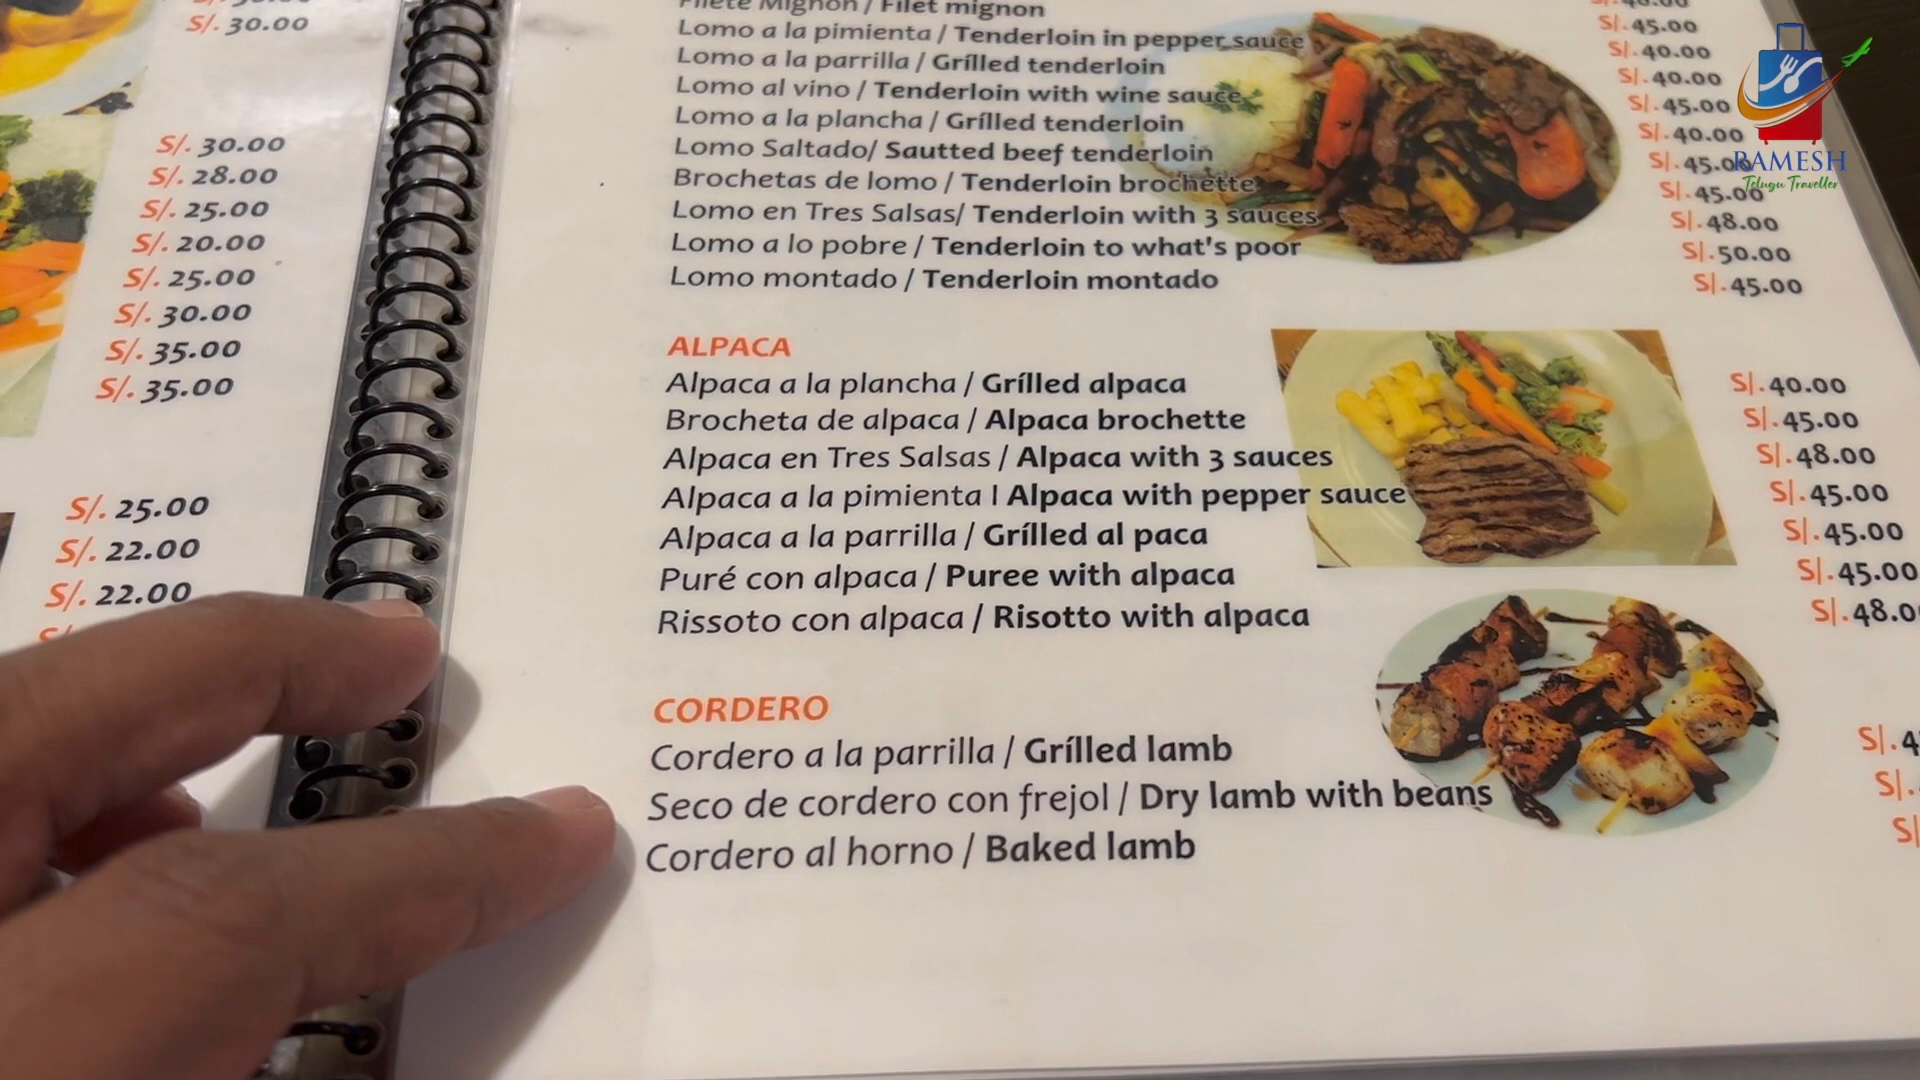 S/. 30.00
S/. 30.00
S/. 28.00
S/. 25.00
S/. 20.00
S/. 25.00
S/. 30.00
S/. 35.00
S/. 35.00
S/. 25.00
S/. 22.00
S/. 22.00
Filete Mignon / Filet mignon
Lomo a la pimienta / Tenderloin in pepper sauce S/.45.00
Lomo a la parrilla / Grílled tenderloin S/.40.00
Lomo al vino / Tenderloin with wine sauce S/.40.00
Lomo a la plancha / Grílled tenderloin S/.45.00
Lomo Saltado/ Sautted beef tenderloin S/.40.00
Brochetas de lomo / Tenderloin brochette S/.45.00
Lomo en Tres Salsas/ Tenderloin with 3 sauces S/.45.00
Lomo a lo pobre / Tenderloin to what's poor S/.48.00
Lomo montado / Tenderloin montado S/.50.00
S/.45.00
ALPACA
Alpaca a la plancha / Grílled alpaca S/.40.00
Brocheta de alpaca / Alpaca brochette S/.45.00
Alpaca en Tres Salsas / Alpaca with 3 sauces S/.48.00
Alpaca a la pimienta I Alpaca with pepper sauce S/.45.00
Alpaca a la parrilla / Grílled al paca S/.45.00
Puré con alpaca / Puree with alpaca S/.45.00
Rissoto con alpaca / Risotto with alpaca S/.48.0
CORDERO
Cordero a la parrilla / Grílled lamb S/.4
Seco de cordero con frejol / Dry lamb with beans S/.
Cordero al horno / Baked lamb S/
RAMESH
Telugu Traveller